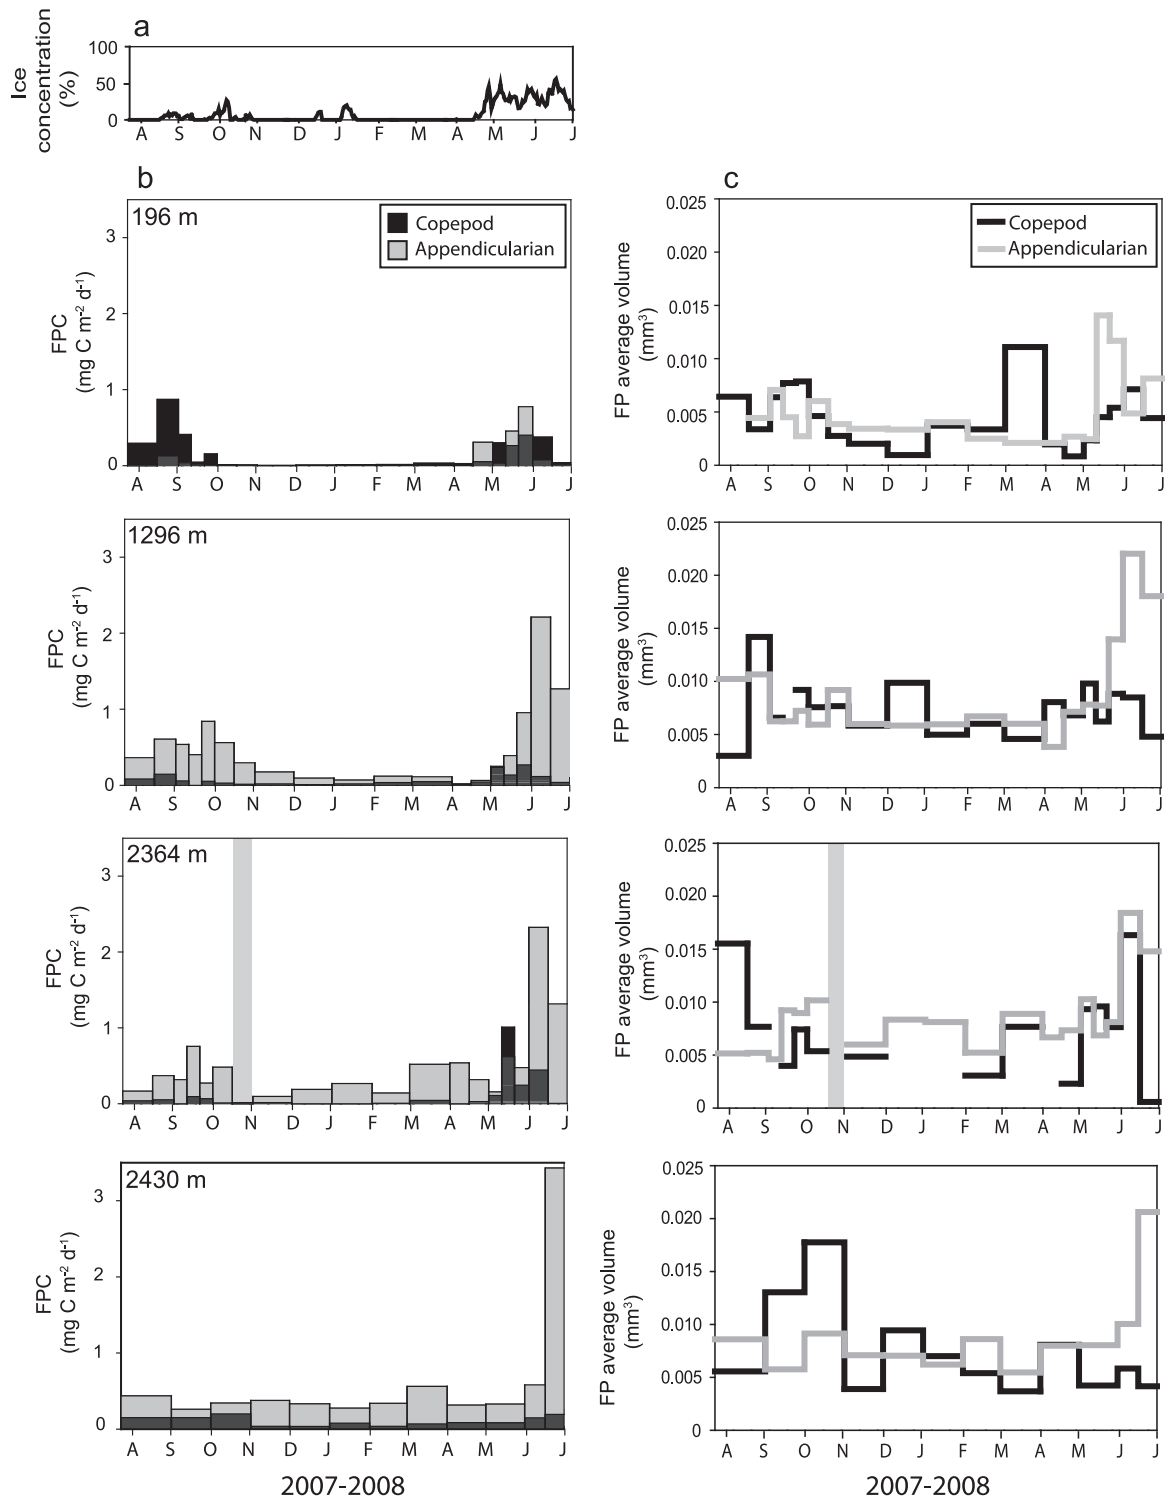 a
Ice
concentration
(%)
100
50
0
A S O N D J F M A M J J
b
196 m
Copepod
Appendicularian
FPC
(mg C m-2 d-1)
3
2
1
0
A S O N D J F M A M J J
1296 m
FPC
(mg C m-2 d-1)
3
2
1
0
A S O N D J F M A M J J
2364 m
FPC
(mg C m-2 d-1)
3
2
1
0
A S O N D J F M A M J J
2430 m
FPC
(mg C m-2 d-1)
3
2
1
0
A S O N D J F M A M J J
2007-2008
c
Copepod
Appendicularian
FP average volume
(mm3)
0.025
0.020
0.015
0.010
0.005
0
A S O N D J F M A M J J
FP average volume
(mm3)
0.025
0.020
0.015
0.010
0.005
0
A S O N D J F M A M J J
FP average volume
(mm3)
0.025
0.020
0.015
0.010
0.005
0
A S O N D J F M A M J J
FP average volume
(mm3)
0.025
0.020
0.015
0.010
0.005
0
A S O N D J F M A M J J
2007-2008